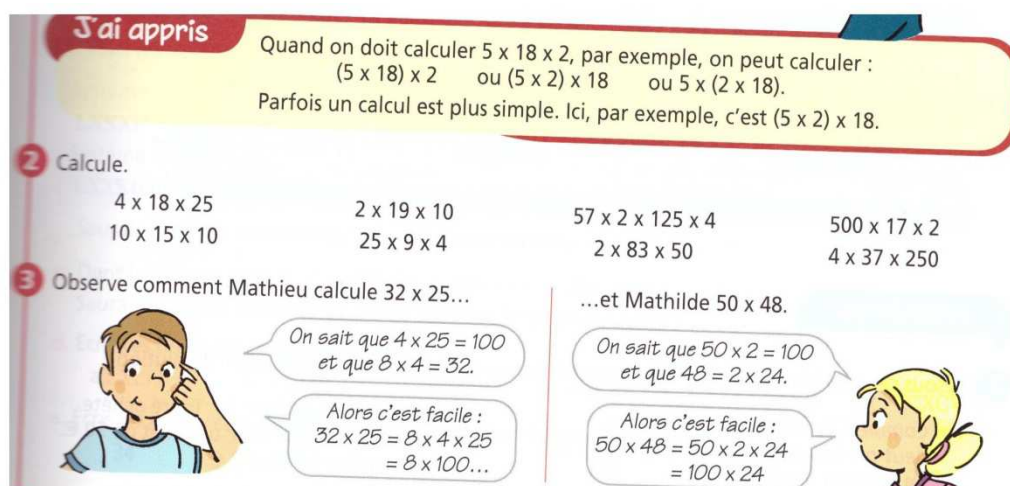 J'ai appris
Quand on doit calculer 5 x 18 x 2, par exemple, on peut calculer :
(5 x 18) x 2 ou (5 x 2) x 18 ou 5 x (2 x 18).
Parfois un calcul est plus simple. Ici, par exemple, c'est (5 x 2) x 18.
2 Calcule.
4 x 18 x 25 2 x 19 x 10 57 x 2 x 125 x 4 500 x 17 x 2
10 x 15 x 10 25 x 9 x 4 2 x 83 x 50 4 x 37 x 250
3 Observe comment Mathieu calcule 32 x 25...
On sait que 4 x 25 = 100
et que 8 x 4 = 32.
Alors c'est facile :
32 x 25 = 8 x 4 x 25
= 8 x 100...
...et Mathilde 50 x 48.
On sait que 50 x 2 = 100
et que 48 = 2 x 24.
Alors c'est facile :
50 x 48 = 50 x 2 x 24
= 100 x 24